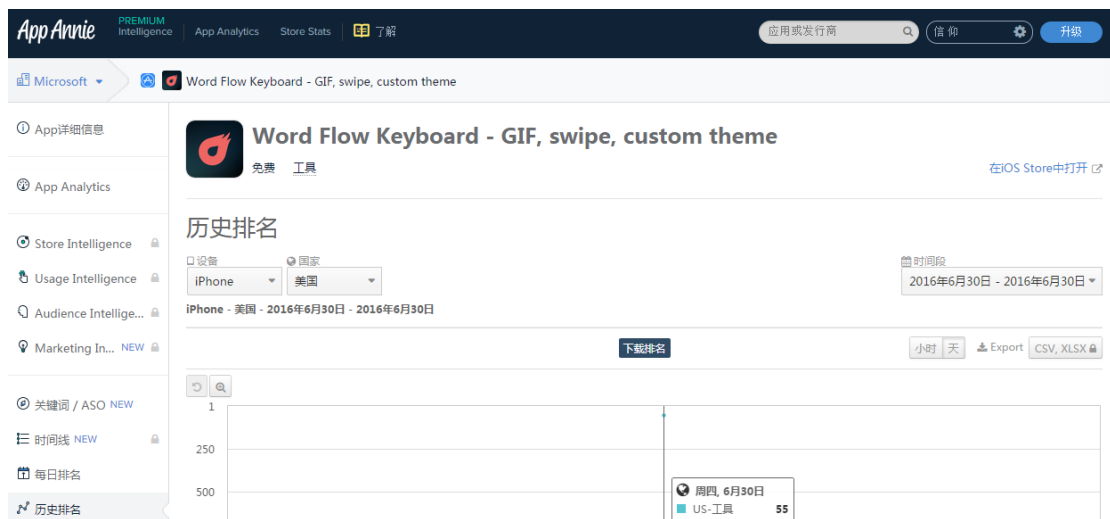 App Annie PREMIUM Intelligence App Analytics Store Stats 了解 应用或发行商 信仰 升级
Microsoft Word Flow Keyboard - GIF, swipe, custom theme
App详细信息
App Analytics
Store Intelligence
Usage Intelligence
Audience Intellige...
Marketing In... NEW
关键词 / ASO NEW
时间线 NEW
每日排名
历史排名
Word Flow Keyboard - GIF, swipe, custom theme
免费 工具
在iOS Store中打开
历史排名
设备 国家 时间段
iPhone 美国 2016年6月30日 - 2016年6月30日
iPhone - 美国 - 2016年6月30日 - 2016年6月30日
下载排名 小时 天 Export CSV, XLSX
1
250
500
周四, 6月30日
US-工具 55